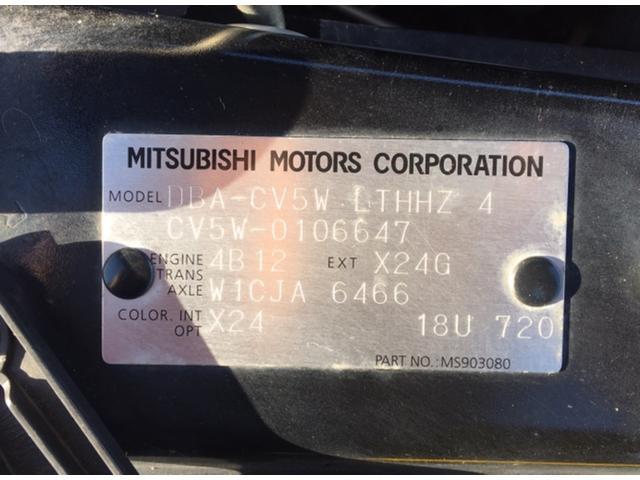 MITSUBISHI MOTORS CORPORATION
MODEL DBA-CV5W LTHHZ 4
CV5W-0106647
ENGINE 4B12 EXT X24G
TRANS
AXLE W1CJA 6466
COLOR. INT X24 18U 720
OPT
PART NO.: MS903080